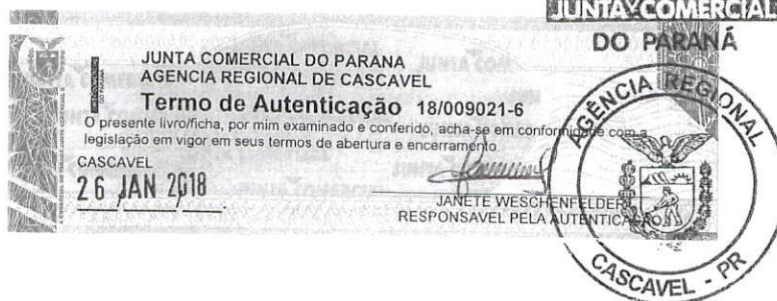 JUNTA COMERCIAL
DO PARANÁ
JUNTA COMERCIAL DO PARANA
AGENCIA REGIONAL DE CASCAVEL
Termo de Autenticação 18/009021-6
O presente livro/ficha, por mim examinado e conferido, acha-se em conformidade com a
legislação em vigor em seus termos de abertura e encerramento.
CASCAVEL
26 JAN 2018
JANETE WESCHENFELDER
RESPONSAVEL PELA AUTENTICAÇÃO
AGÊNCIA REGIONAL
CASCAVEL - PR